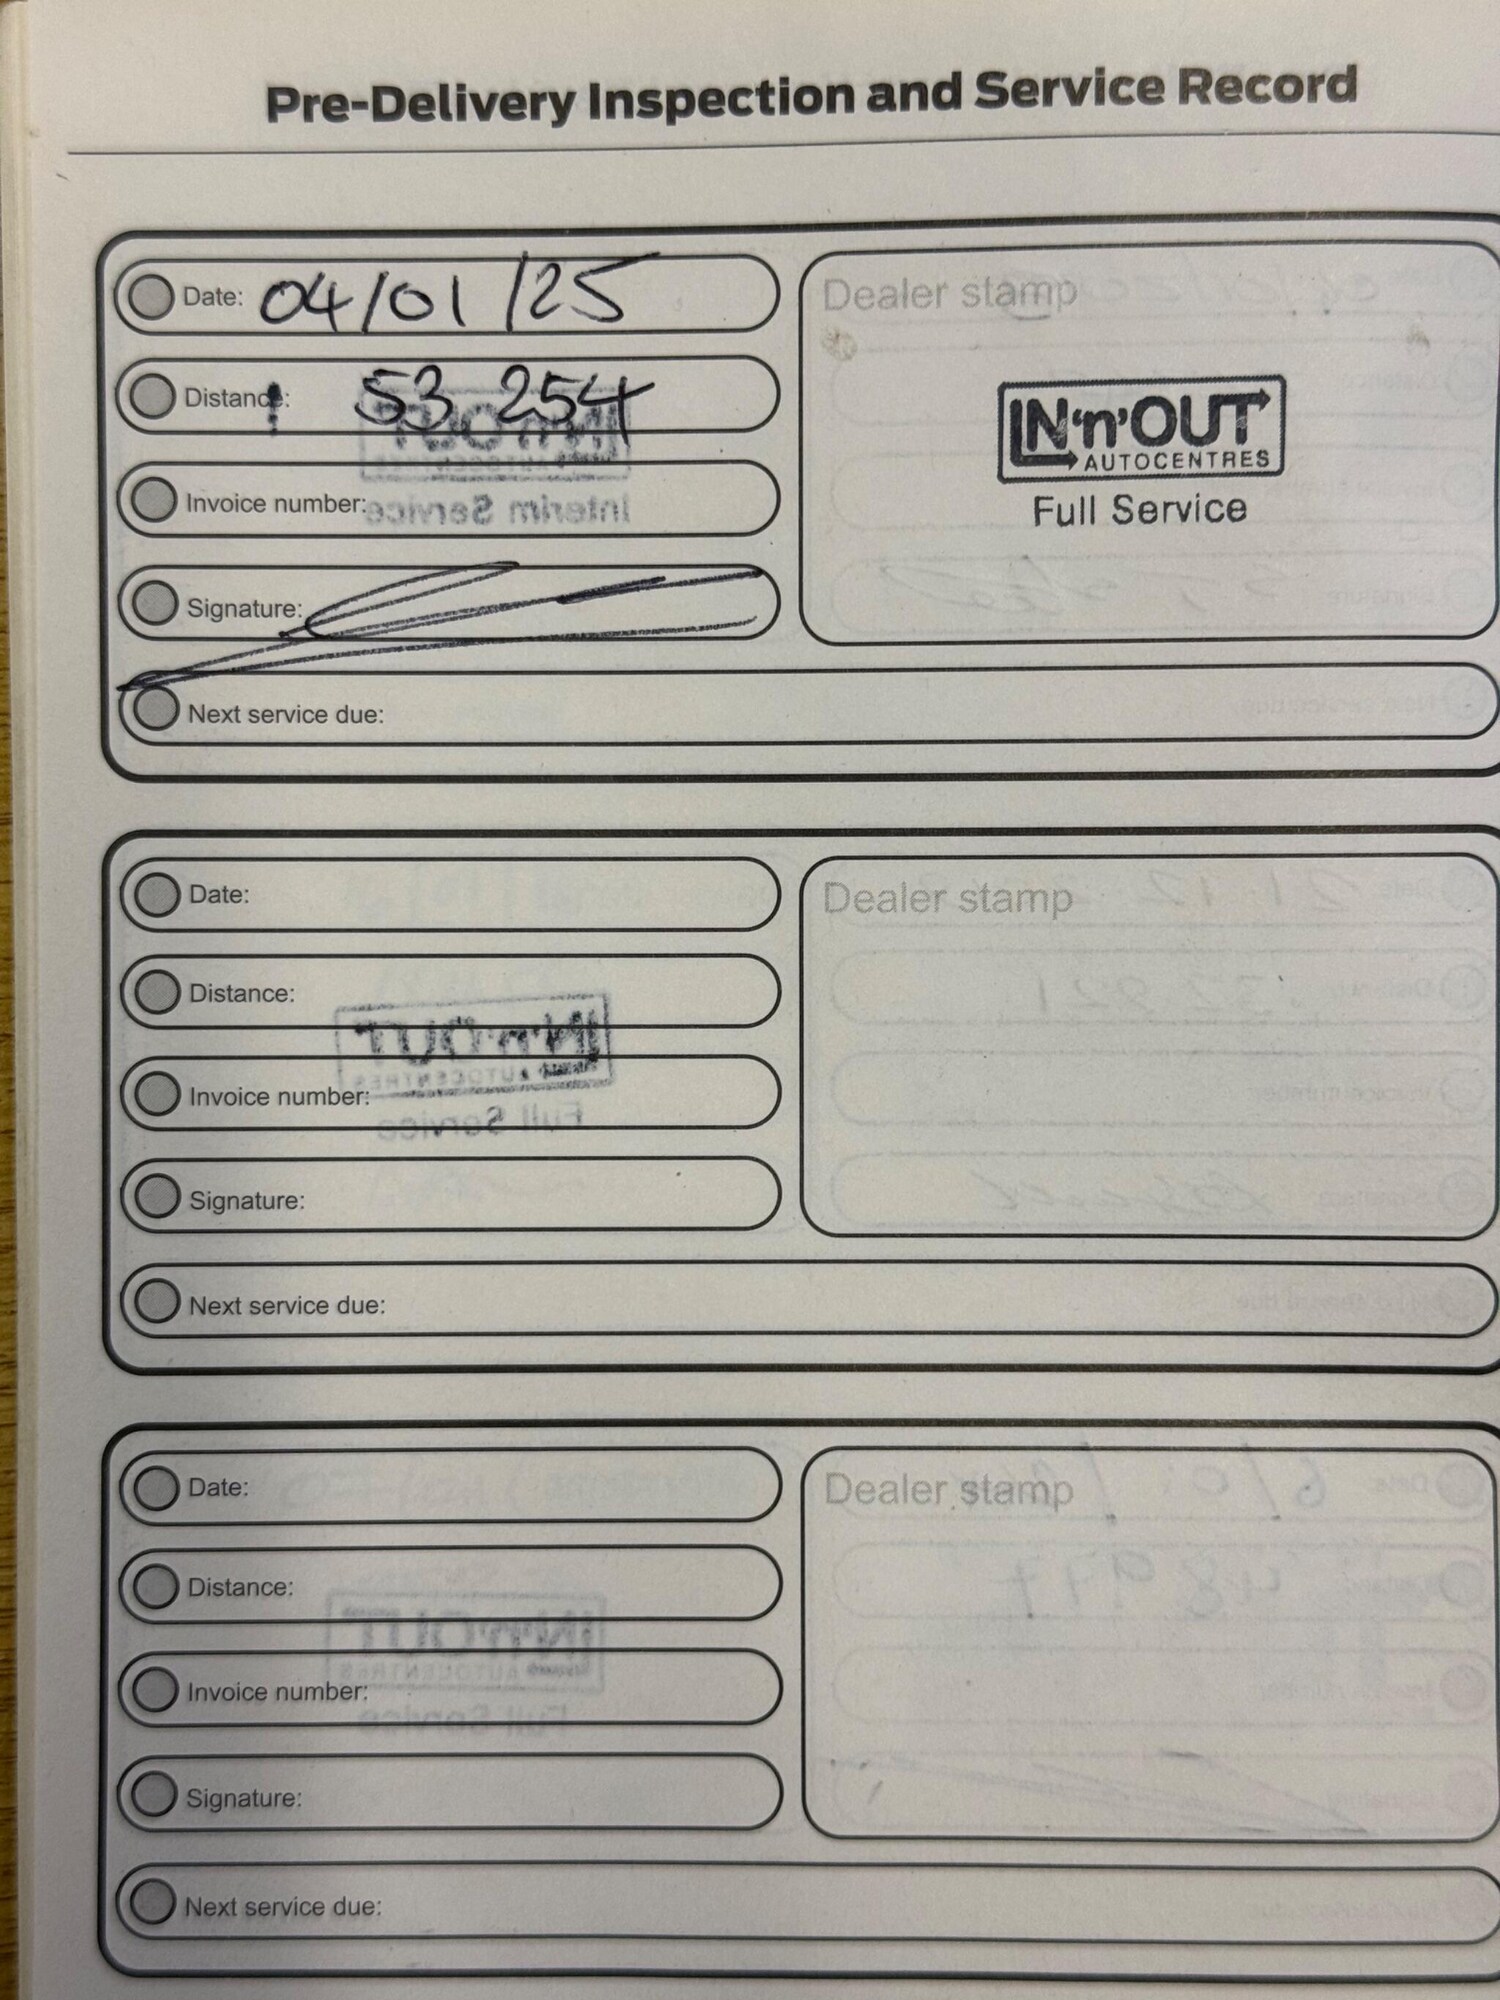 Pre-Delivery Inspection and Service Record
Date: 04/01/25
Dealer stamp
Distance: 53 254
IN'n'OUT
AUTOCENTRES
Full Service
Invoice number:
Signature:
Next service due:
Date:
Dealer stamp
Distance:
Invoice number:
Signature:
Next service due:
Date:
Dealer stamp
Distance:
Invoice number:
Signature:
Next service due: